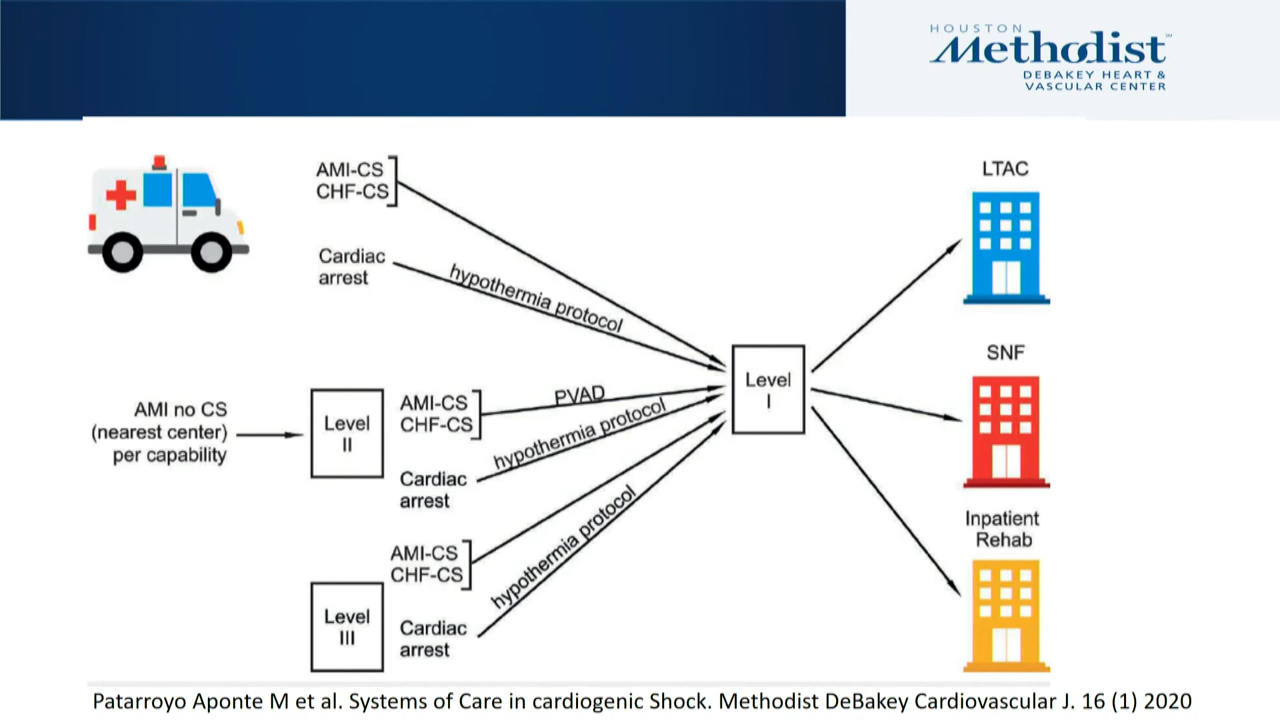 HOUSTON
Methodist
DEBAKEY HEART &
VASCULAR CENTER
AMI-CS
CHF-CS
Cardiac
arrest
hypothermia protocol
AMI no CS
(nearest center)
per capability
Level
II
AMI-CS
CHF-CS
PVAD
Cardiac
arrest
hypothermia protocol
Level
III
AMI-CS
CHF-CS
Cardiac
arrest
hypothermia protocol
Level
I
LTAC
SNF
Inpatient
Rehab
Patarroyo Aponte M et al. Systems of Care in cardiogenic Shock. Methodist DeBakey Cardiovascular J. 16 (1) 2020